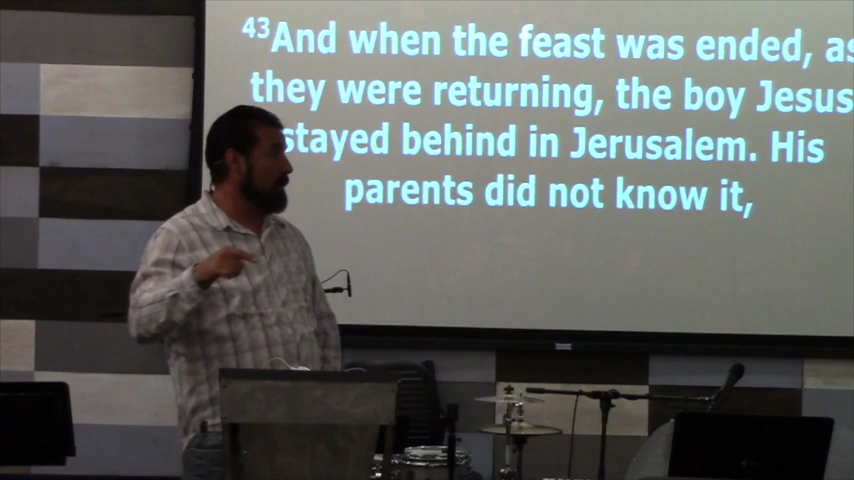 43And when the feast was ended, as
they were returning, the boy Jesus
stayed behind in Jerusalem. His
parents did not know it,